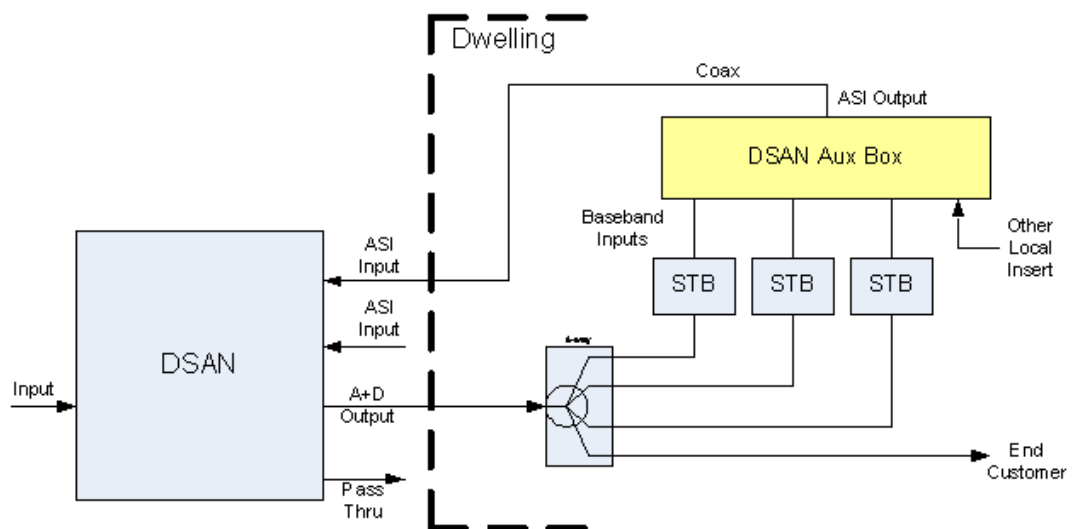 Dwelling
Coax
ASI Output
DSAN Aux Box
Baseband
Inputs
Other
Local
Insert
STB
STB
STB
ASI
Input
ASI
Input
DSAN
Input
A+D
Output
Pass
Thru
End
Customer